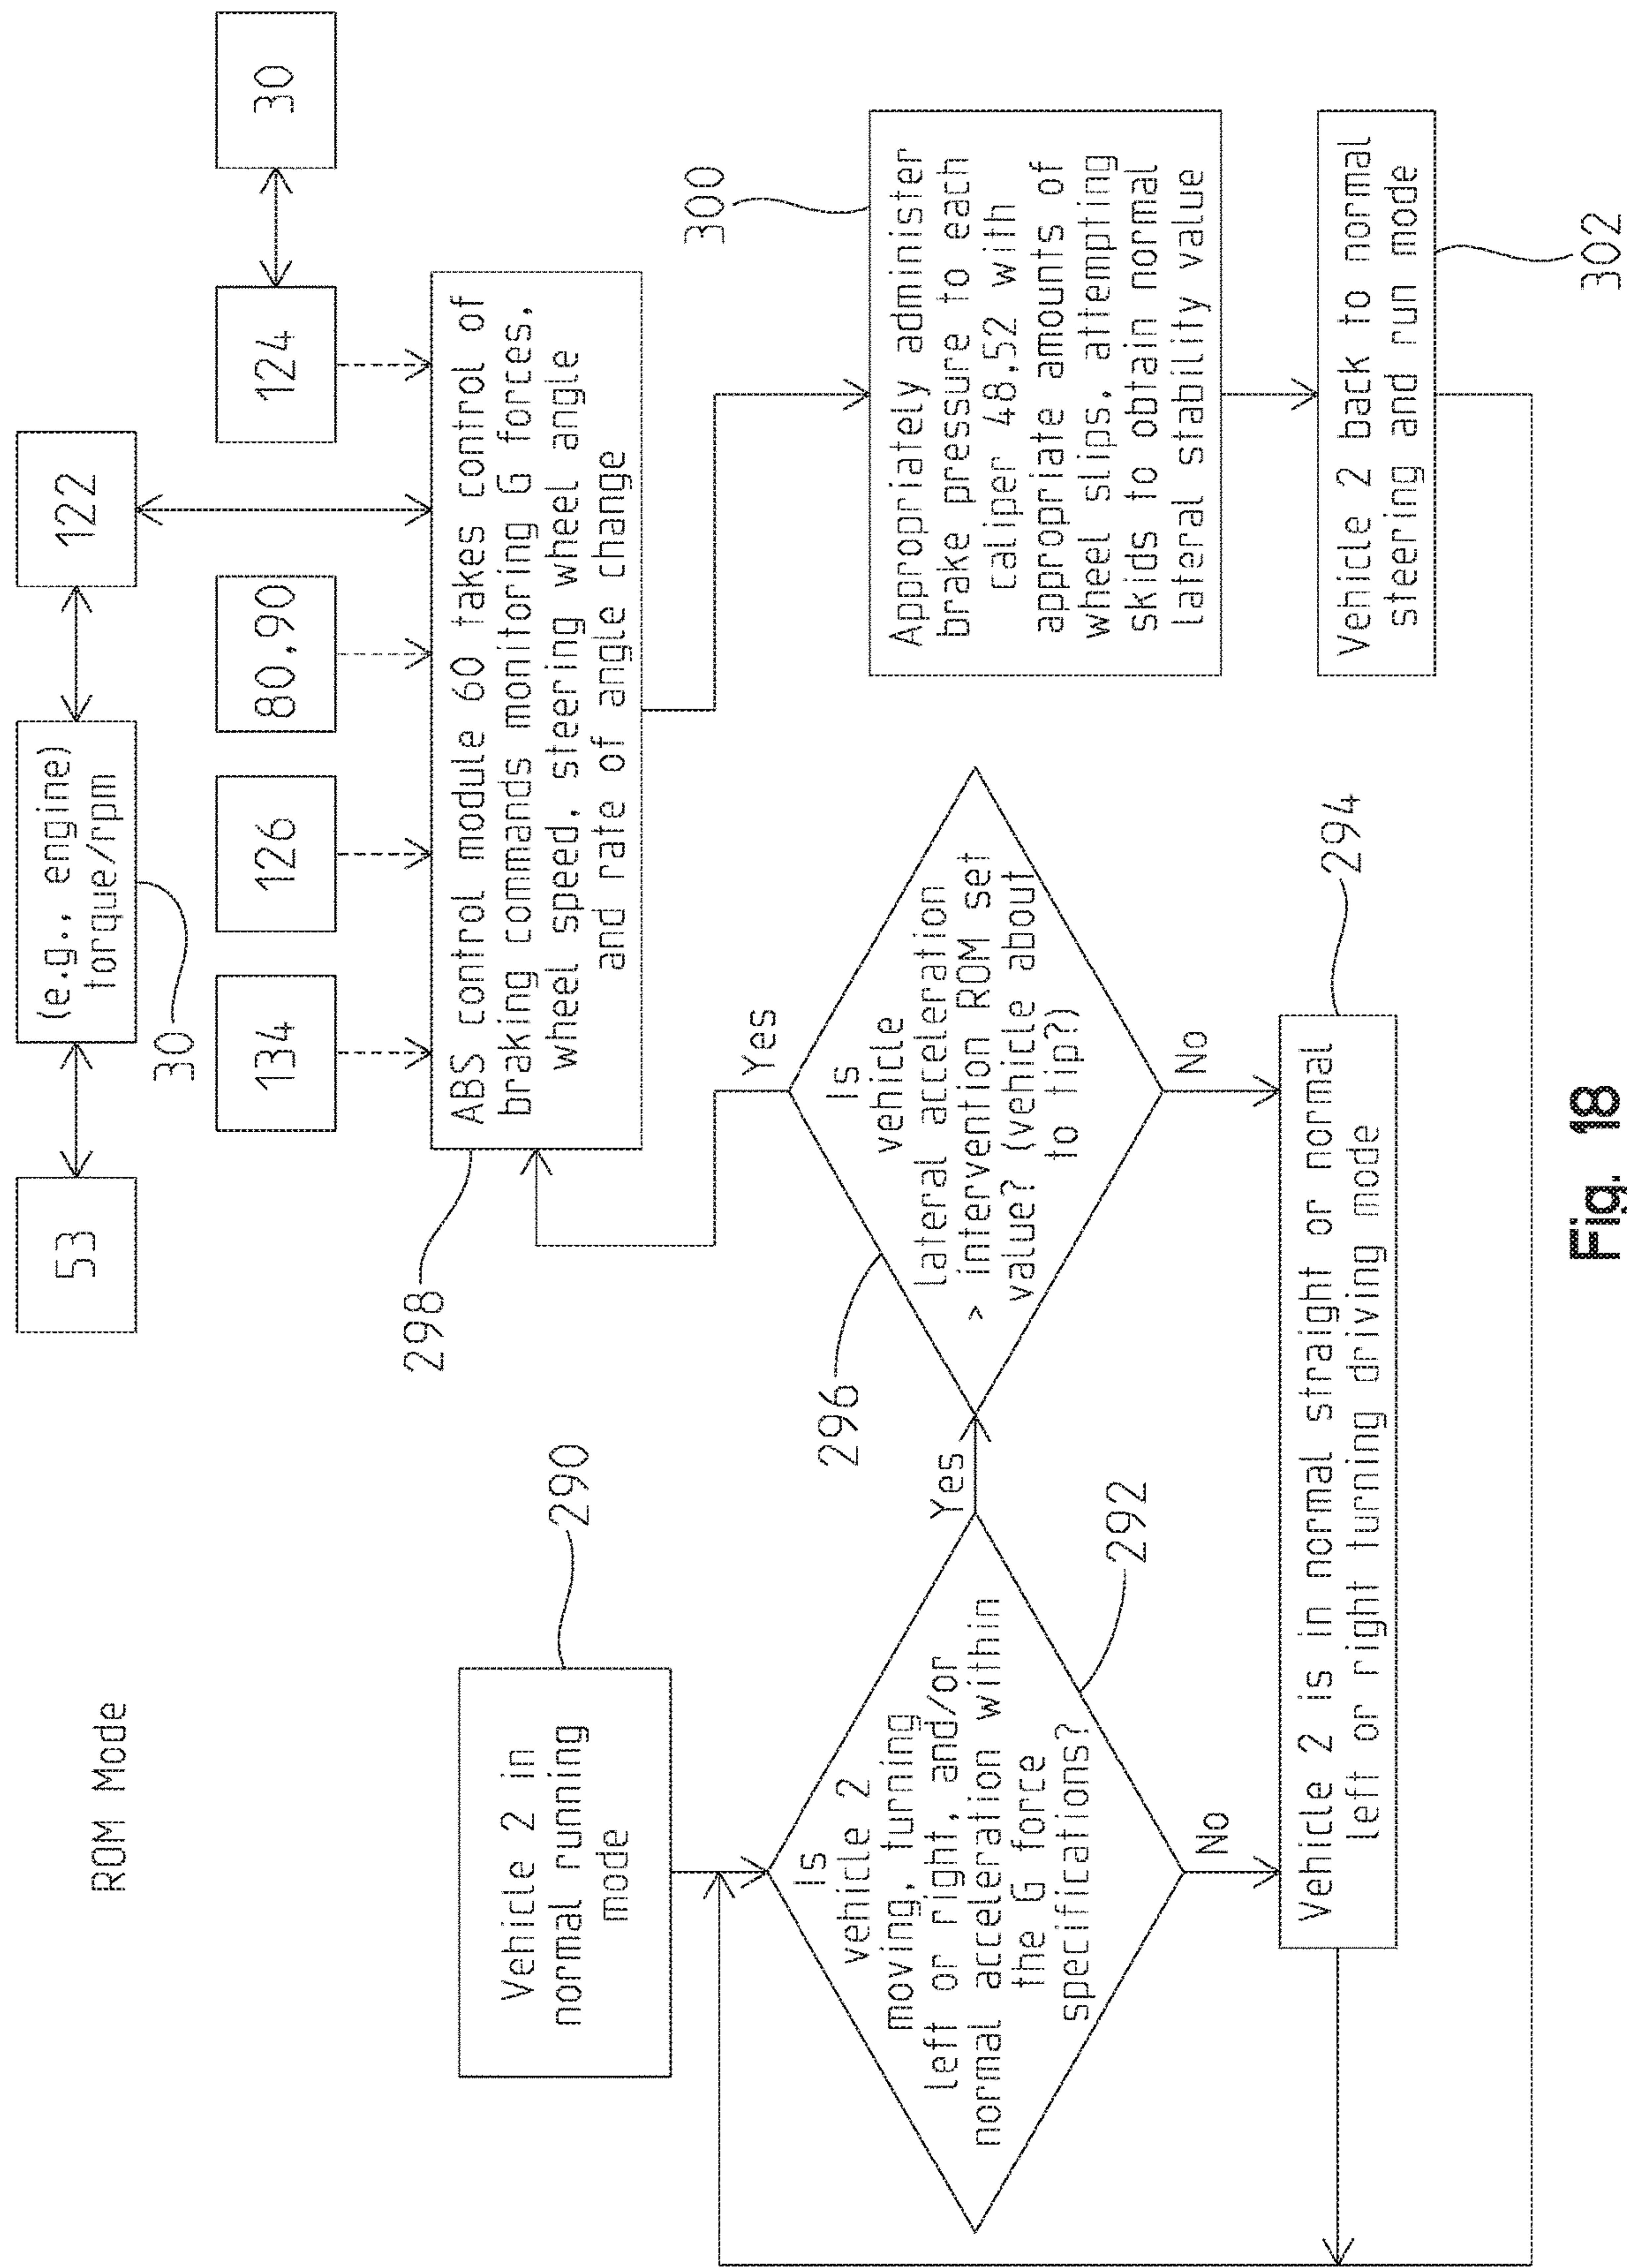 ROM Mode
53
(e.g., engine)
torque/rpm
30
122
134
126
80,90
124
30
Vehicle 2 in
normal running
mode
290
298
ABS control module 60 takes control of
braking commands monitoring G forces,
wheel speed, steering wheel angle
and rate of angle change
is
vehicle 2
moving, turning
left or right, and/or
normal acceleration within
the G force
specifications?
292
Yes
No
296
Is
vehicle
lateral acceleration
> intervention ROM set
value? (vehicle about
to tip?)
Yes
No
300
Appropriately administer
brake pressure to each
caliper 48,52 with
appropriate amounts of
wheel slips, attempting
skids to obtain normal
lateral stability value
Vehicle 2 is in normal straight or normal
left or right turning driving mode
294
Vehicle 2 back to normal
steering and run mode
302
Fig. 18